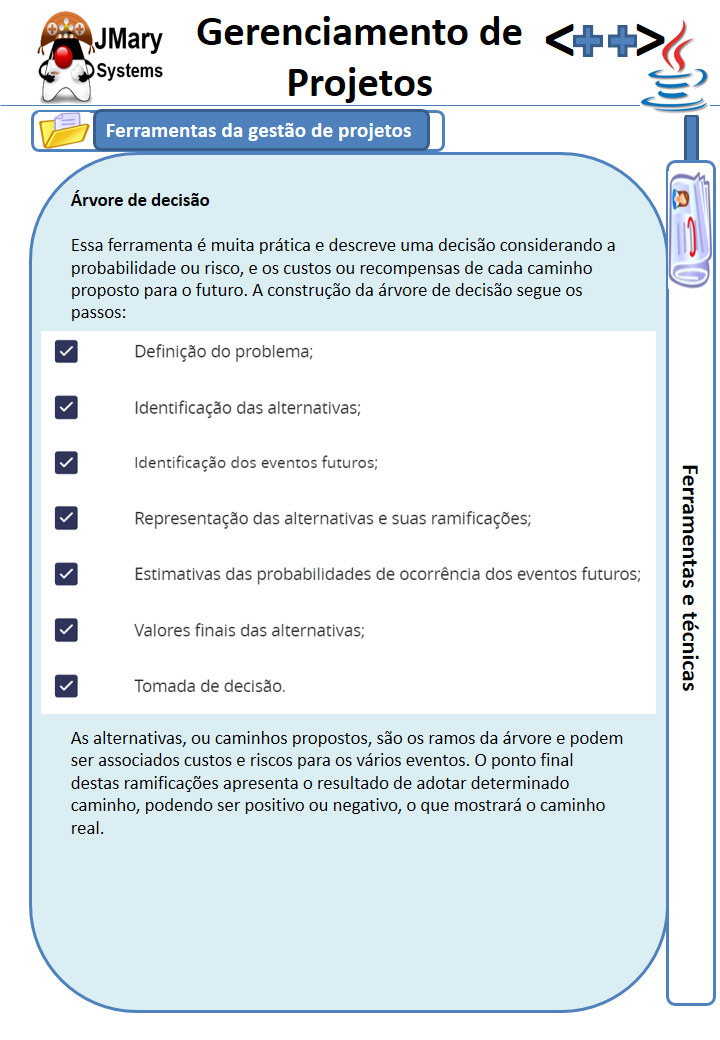 JMary
Systems
Gerenciamento de
Projetos
<++>
Ferramentas da gestão de projetos
Árvore de decisão
Essa ferramenta é muita prática e descreve uma decisão considerando a
probabilidade ou risco, e os custos ou recompensas de cada caminho
proposto para o futuro. A construção da árvore de decisão segue os
passos:
Definição do problema;
Identificação das alternativas;
Identificação dos eventos futuros;
Representação das alternativas e suas ramificações;
Estimativas das probabilidades de ocorrência dos eventos futuros;
Valores finais das alternativas;
Tomada de decisão.
As alternativas, ou caminhos propostos, são os ramos da árvore e podem
ser associados custos e riscos para os vários eventos. O ponto final
destas ramificações apresenta o resultado de adotar determinado
caminho, podendo ser positivo ou negativo, o que mostrará o caminho
real.
Ferramentas e técnicas